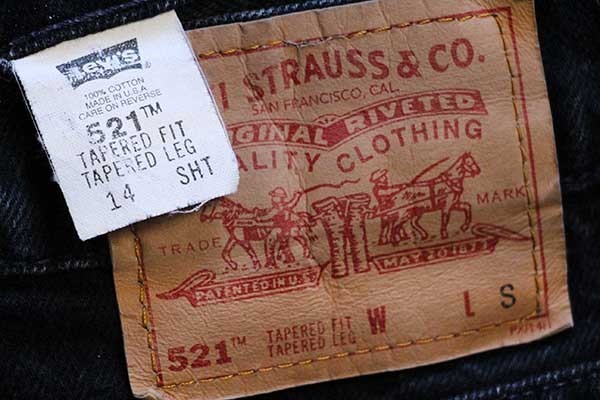 Levi's
100% COTTON
MADE IN U.S.A
CARE ON REVERSE
521™
TAPERED FIT
TAPERED LEG
14 SHT
I STRAUSS & CO.
SAN FRANCISCO, CAL.
GINAL RIVETED
ALITY CLOTHING
TRADE MARK
PATENTED IN U.S. MAY 20 1873
521™ TAPERED FIT W L S
TAPERED LEG